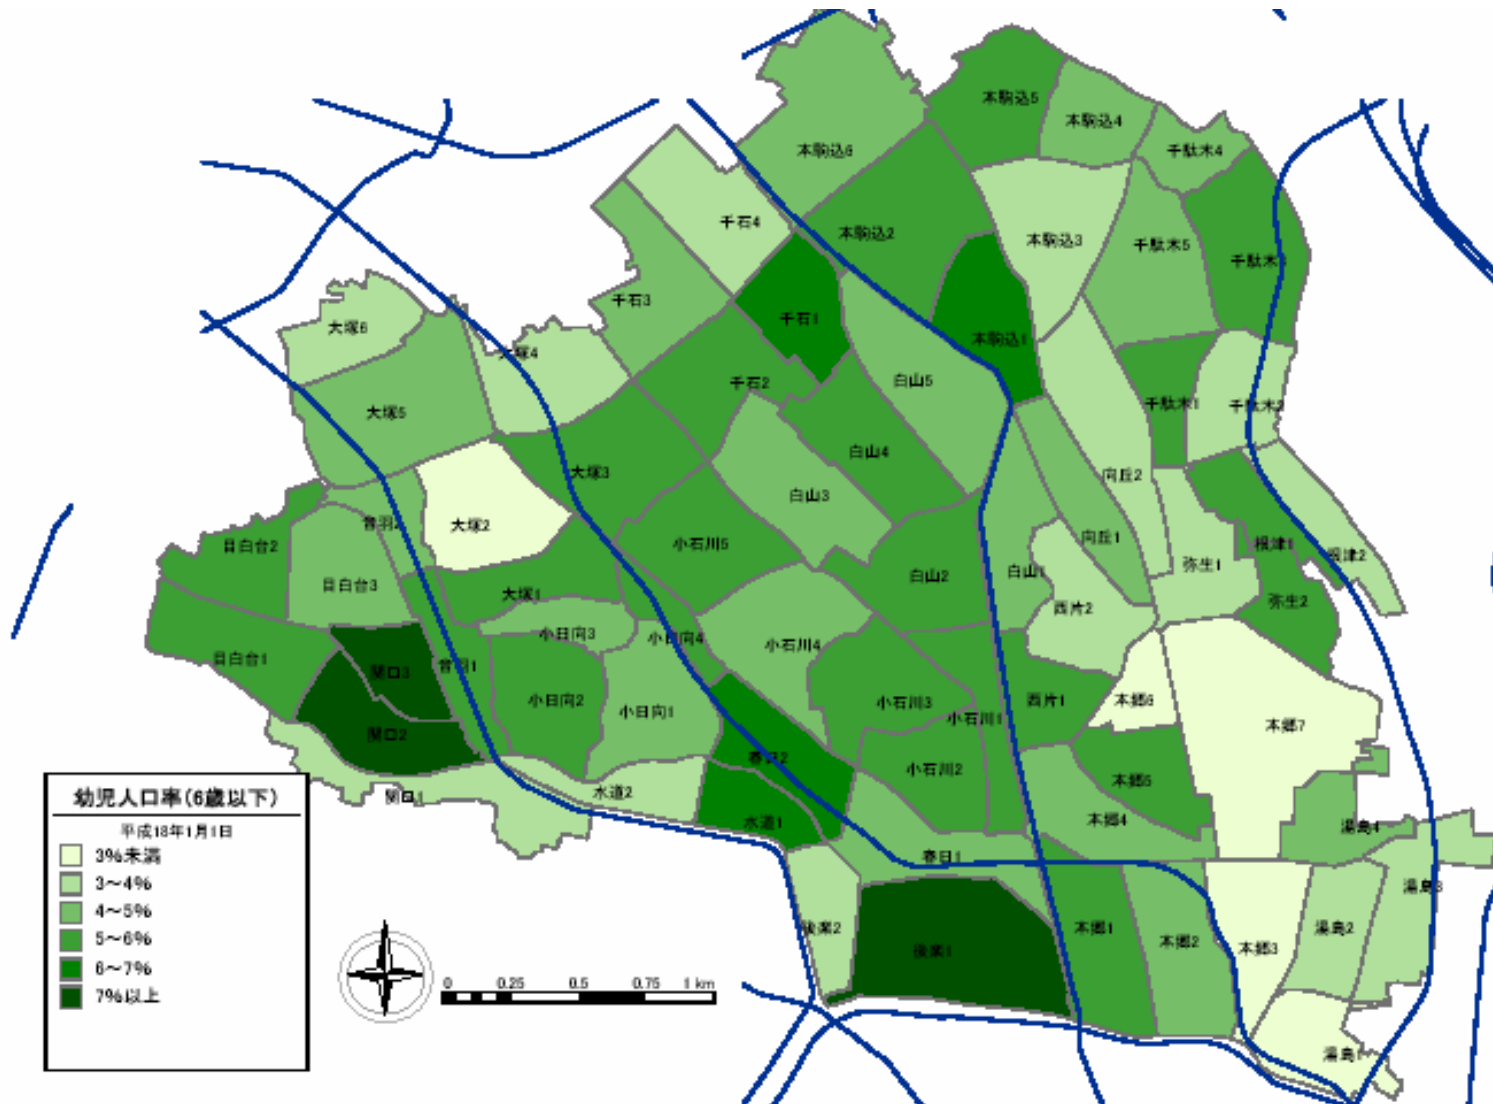 本駒込5
本駒込4
本駒込6
千駄木4
千石4
本駒込2
本駒込3
千駄木5
千駄木
千石3
千石1
大塚6
本駒込1
大塚4
千石2
白山5
大塚5
千駄木1
千駄木2
白山4
大塚3
向丘2
白山3
音羽2
大塚2
目白台2
小石川5
向丘1
根津1
根津2
目白台3
白山2
白山1
弥生1
大塚1
西片2
弥生2
小日向3
小日向4
小石川4
目白台1
関口3
音羽1
小日向2
小日向1
小石川3
小石川1
西片1
本郷6
本郷7
関口2
春日2
小石川2
本郷5
関口1
水道2
水道1
本郷4
湯島4
春日1
湯島3
後楽2
後楽1
本郷1
本郷2
本郷3
湯島2
湯島1
幼児人口率(6歳以下)
平成18年1月1日
3%未満
3～4%
4～5%
5～6%
6～7%
7%以上
0 0.25 0.5 0.75 1 km